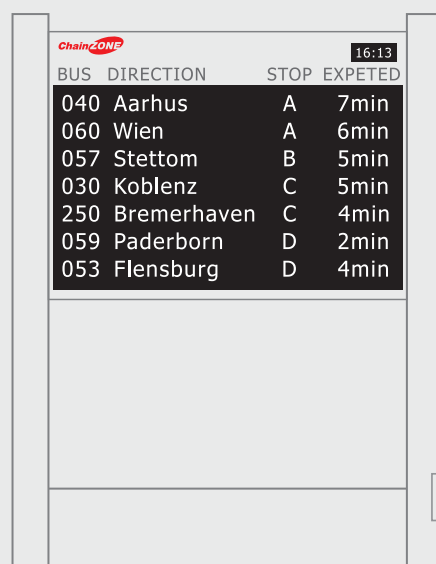 ChainZONE
16:13
BUS DIRECTION STOP EXPETED
040 Aarhus A 7min
060 Wien A 6min
057 Stettom B 5min
030 Koblenz C 5min
250 Bremerhaven C 4min
059 Paderborn D 2min
053 Flensburg D 4min